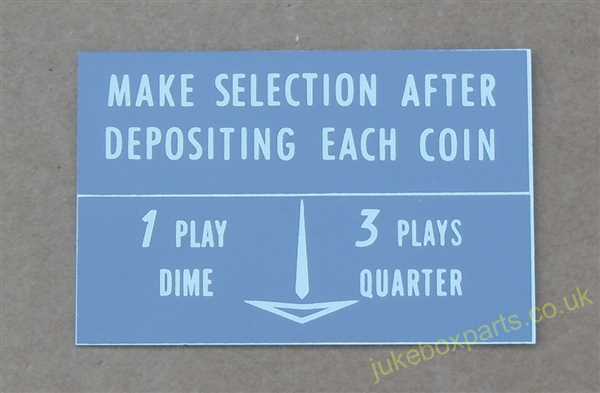 MAKE SELECTION AFTER
DEPOSITING EACH COIN
1 PLAY
DIME
3 PLAYS
QUARTER
jukeboxparts.co.uk